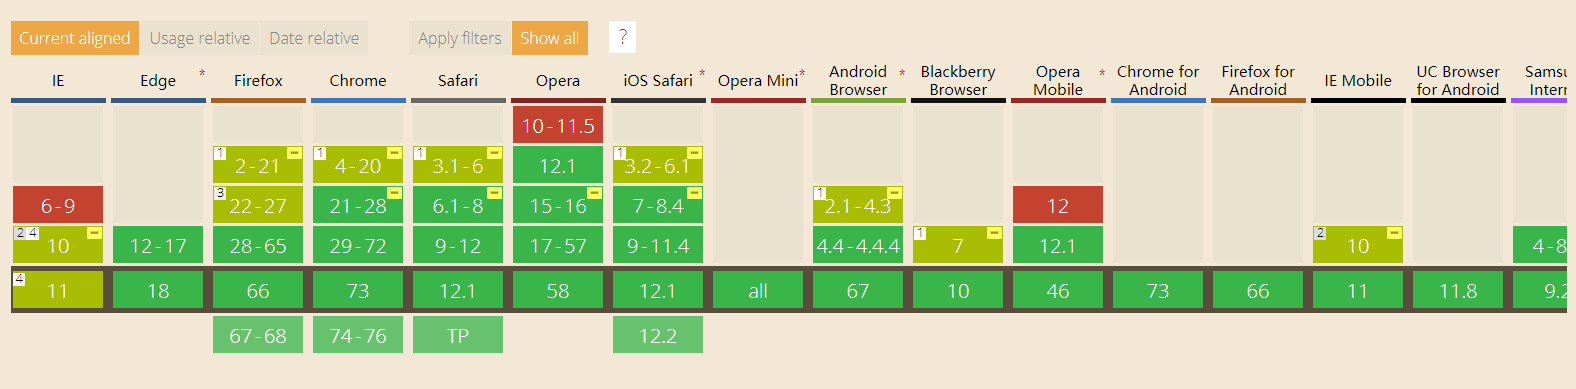 Current aligned Usage relative Date relative Apply filters Show all ?
IE Edge * Firefox Chrome Safari Opera iOS Safari * Opera Mini * Android Browser * Blackberry Browser Opera Mobile * Chrome for Android Firefox for Android IE Mobile UC Browser for Android Samsu Intern
10-11.5
1 2-21 1 4-20 1 3.1-6 12.1 1 3.2-6.1
6-9 3 22-27 21-28 6.1-8 15-16 7-8.4 1 2.1-4.3 12
2 4 10 12-17 28-65 29-72 9-12 17-57 9-11.4 4.4-4.4.4 1 7 12.1 2 10 4-8
4 11 18 66 73 12.1 58 12.1 all 67 10 46 73 66 11 11.8 9.2
67-68 74-76 TP 12.2